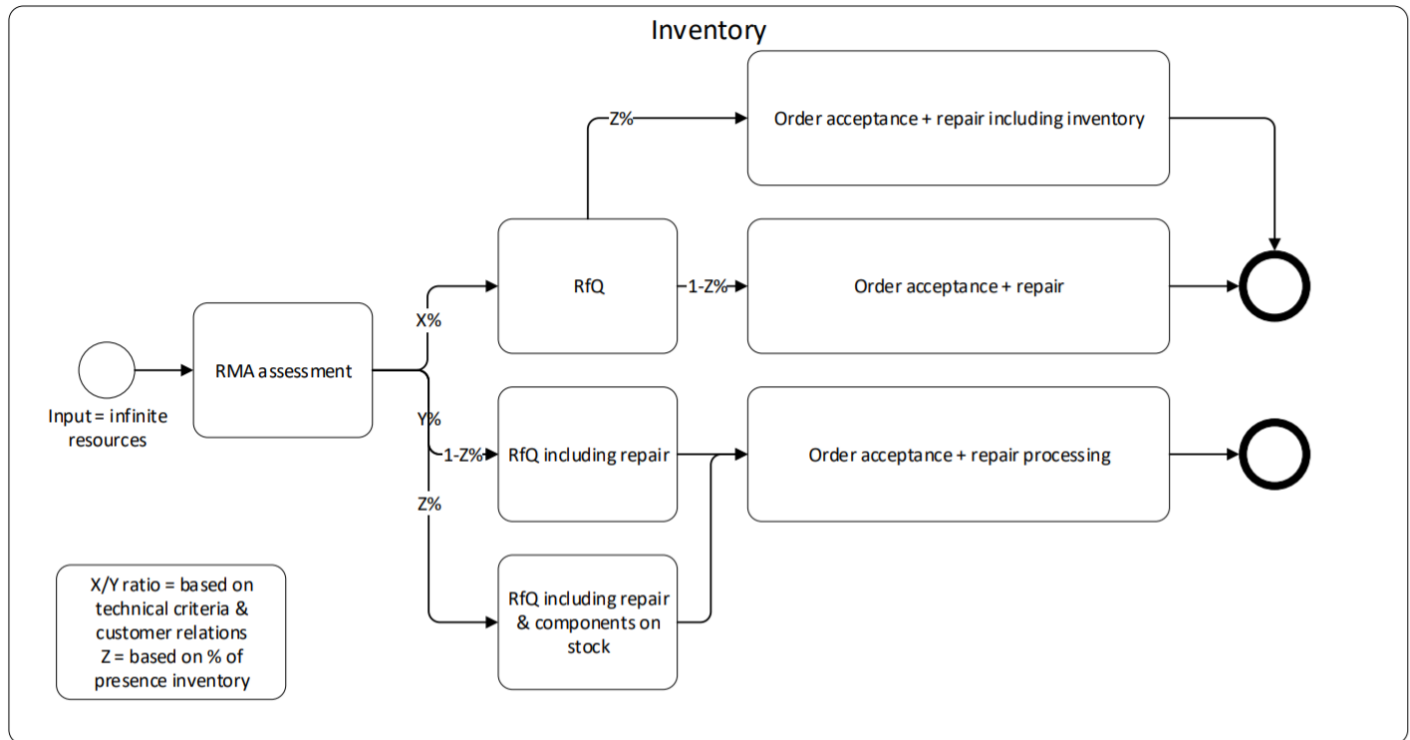 Inventory
Z%
Order acceptance + repair including inventory
RfQ
1-Z%
Order acceptance + repair
X%
RMA assessment
Input = infinite
resources
Y%
1-Z%
RfQ including repair
Order acceptance + repair processing
Z%
RfQ including repair
& components on
stock
X/Y ratio = based on
technical criteria &
customer relations
Z = based on % of
presence inventory